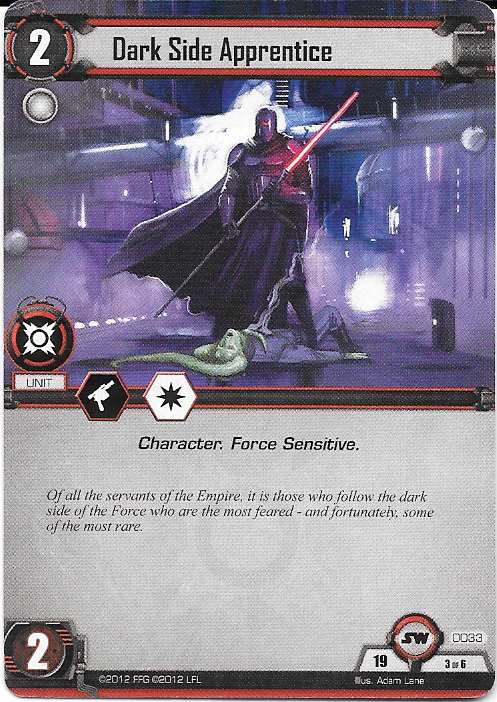 2
Dark Side Apprentice
UNIT
Character. Force Sensitive.
Of all the servants of the Empire, it is those who follow the dark
side of the Force who are the most feared - and fortunately, some
of the most rare.
2
SW
0033
19
3 OF 6
©2012 FFG ©2012 LFL
Illus. Adam Lane